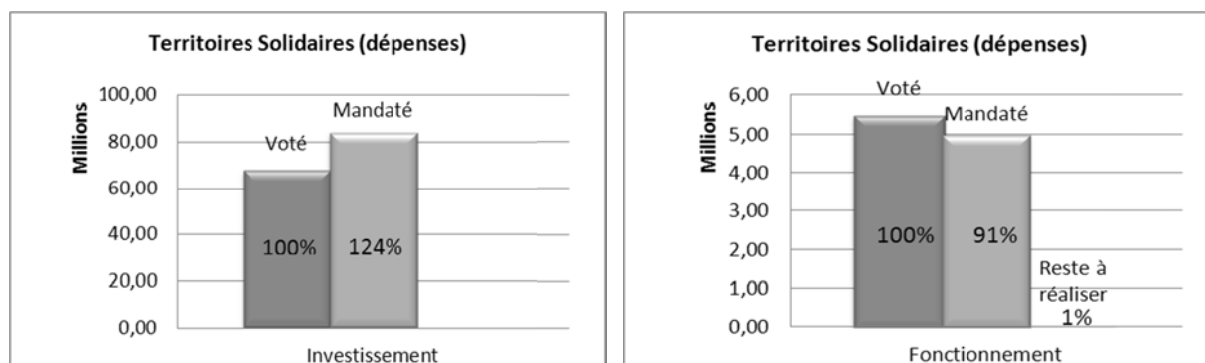 Territoires Solidaires (dépenses)
Millions
100,00
80,00
60,00
40,00
20,00
0,00
Voté
Mandaté
100%
124%
Investissement
Territoires Solidaires (dépenses)
Millions
6,00
5,00
4,00
3,00
2,00
1,00
0,00
Voté
Mandaté
100%
91%
Reste à
réaliser
1%
Fonctionnement